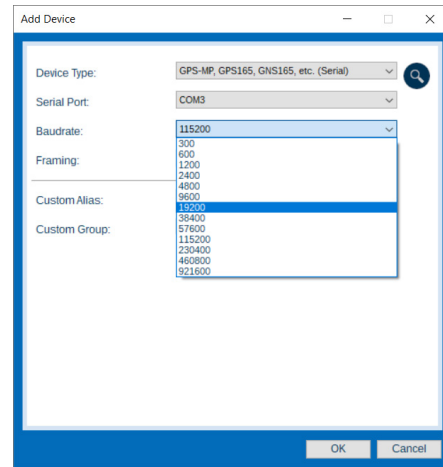 Add Device
Device Type: GPS-MP, GPS165, GNS165, etc. (Serial)
Serial Port: COM3
Baudrate: 115200
300
600
1200
2400
4800
9600
19200
38400
57600
115200
230400
460800
921600
Framing:
Custom Alias:
Custom Group:
OK Cancel